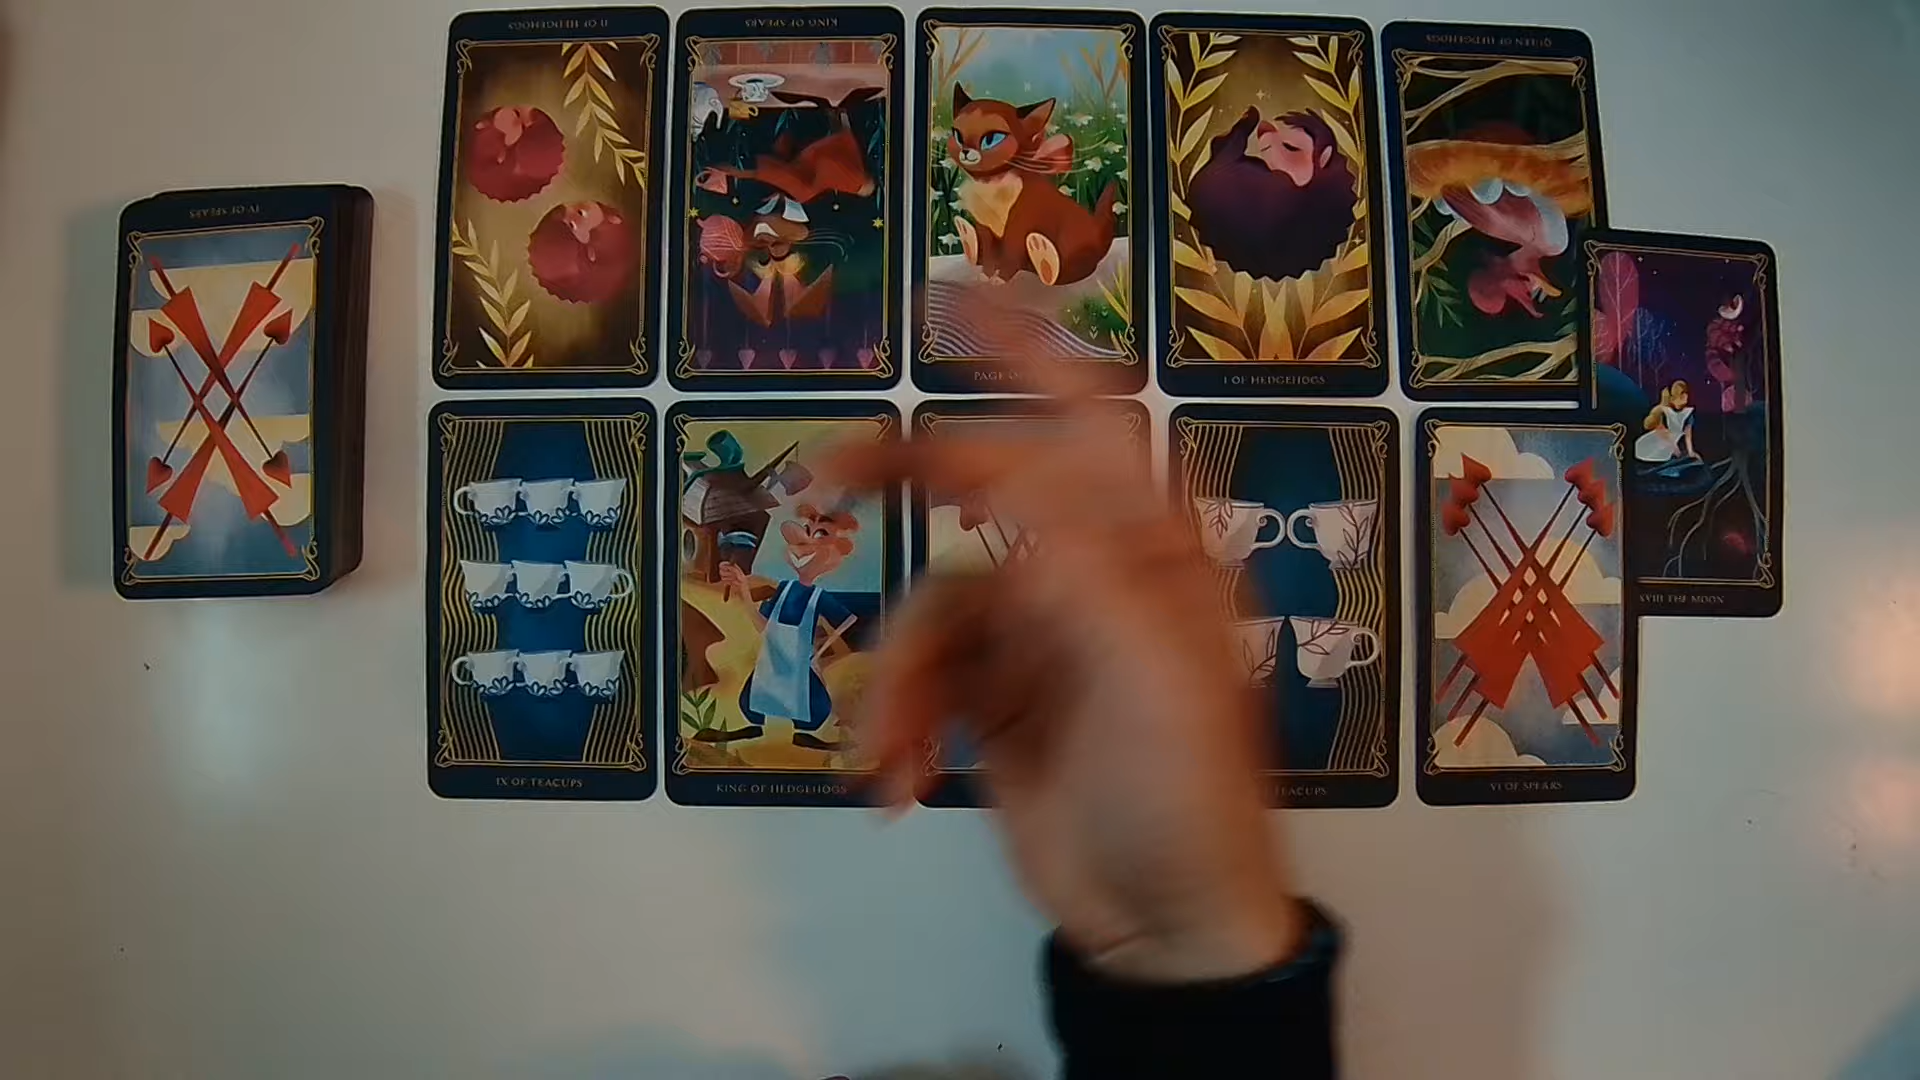 II OF HEDGEHOGS
KING OF SPEARS
QUEEN OF HEDGEHOGS
IV OF SPEARS
PAGE
I OF HEDGEHOGS
XVIII THE MOON
IX OF TEACUPS
KING OF HEDGEHOGS
TEACUPS
VI OF SPEARS